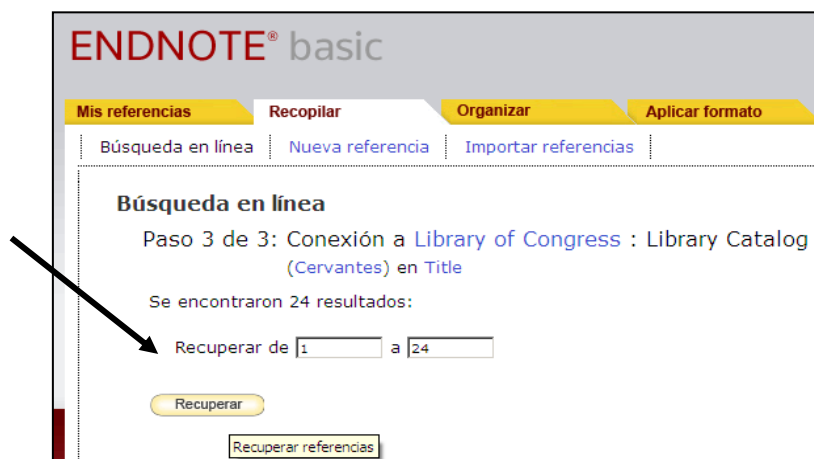 ENDNOTE® basic
Mis referencias Recopilar Organizar Aplicar formato
Búsqueda en línea Nueva referencia Importar referencias
Búsqueda en línea
Paso 3 de 3: Conexión a Library of Congress : Library Catalog
(Cervantes) en Title
Se encontraron 24 resultados:
Recuperar de 1 a 24
Recuperar
Recuperar referencias